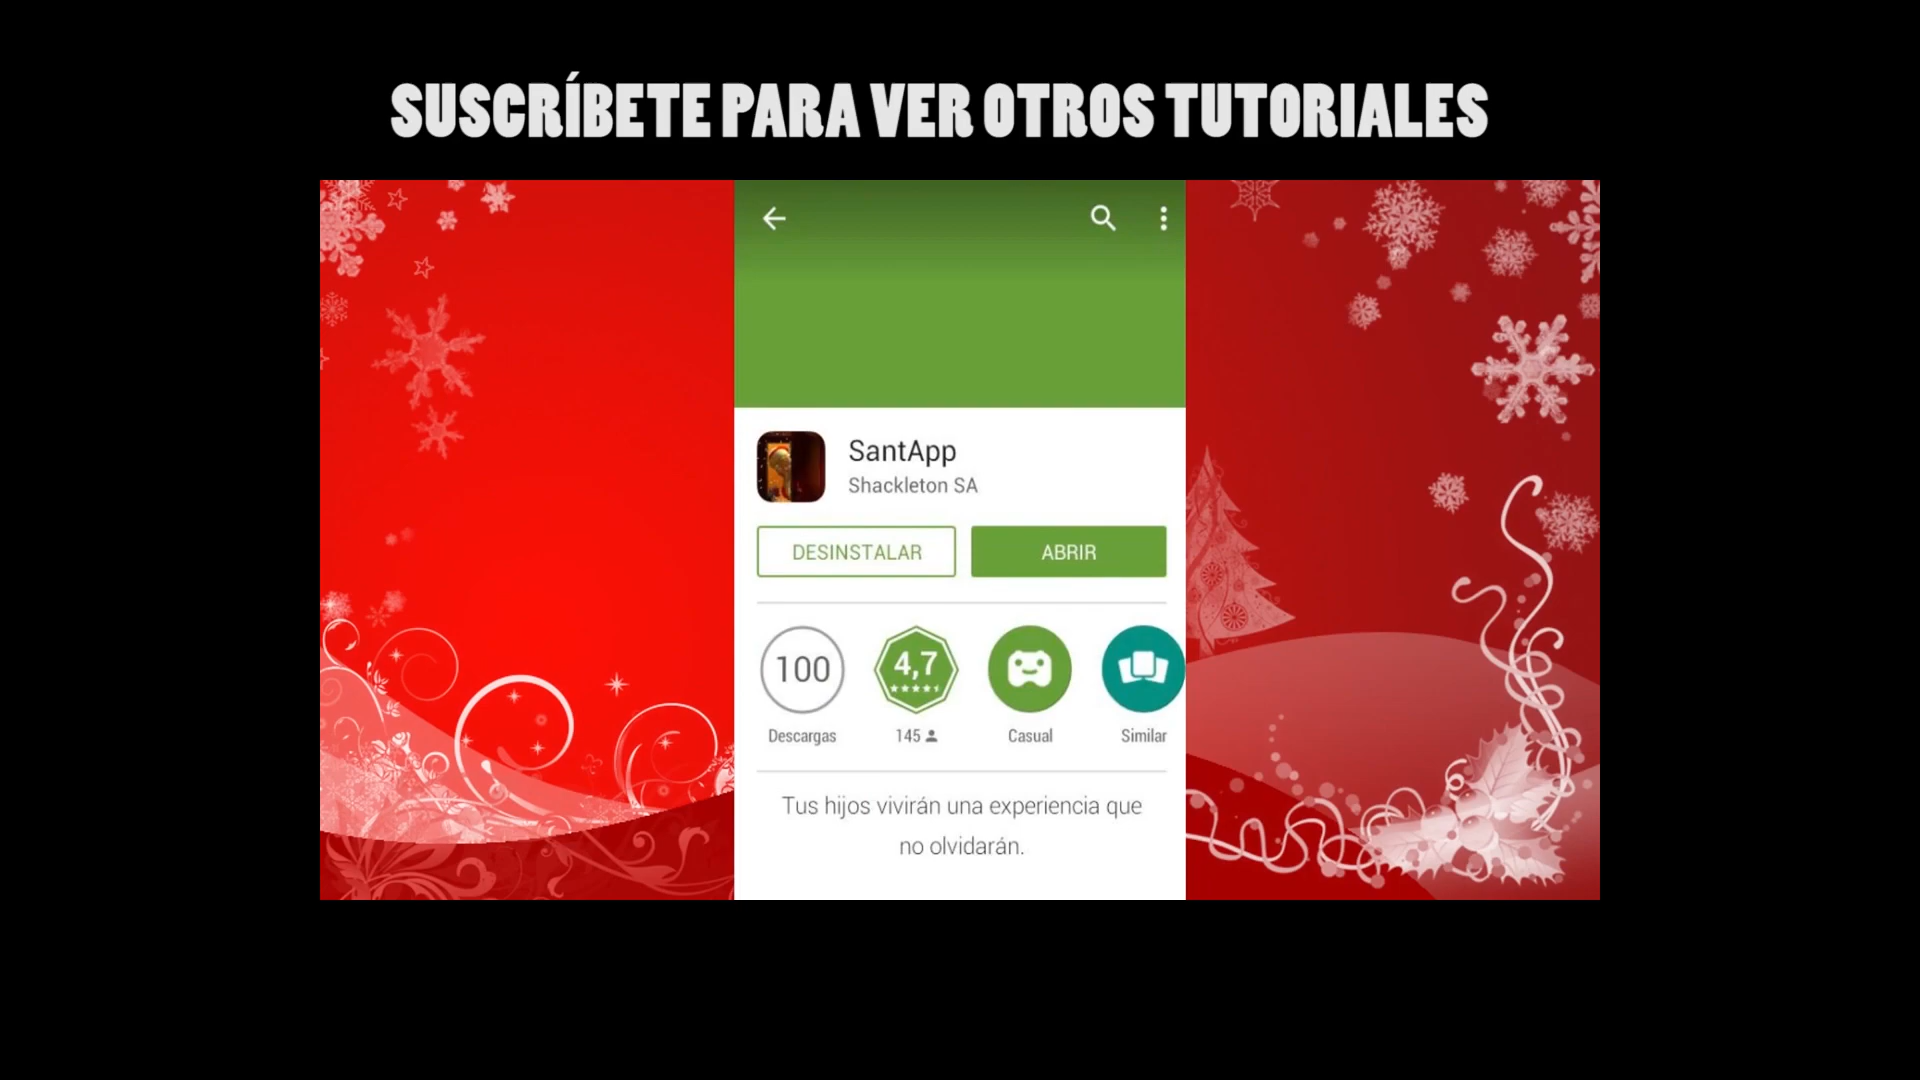 SUSCRÍBETE PARA VER OTROS TUTORIALES
SantApp
Shackleton SA
DESINSTALAR ABRIR
100 4,7
Descargas 145 Casual Similar
Tus hijos vivirán una experiencia que
no olvidarán.